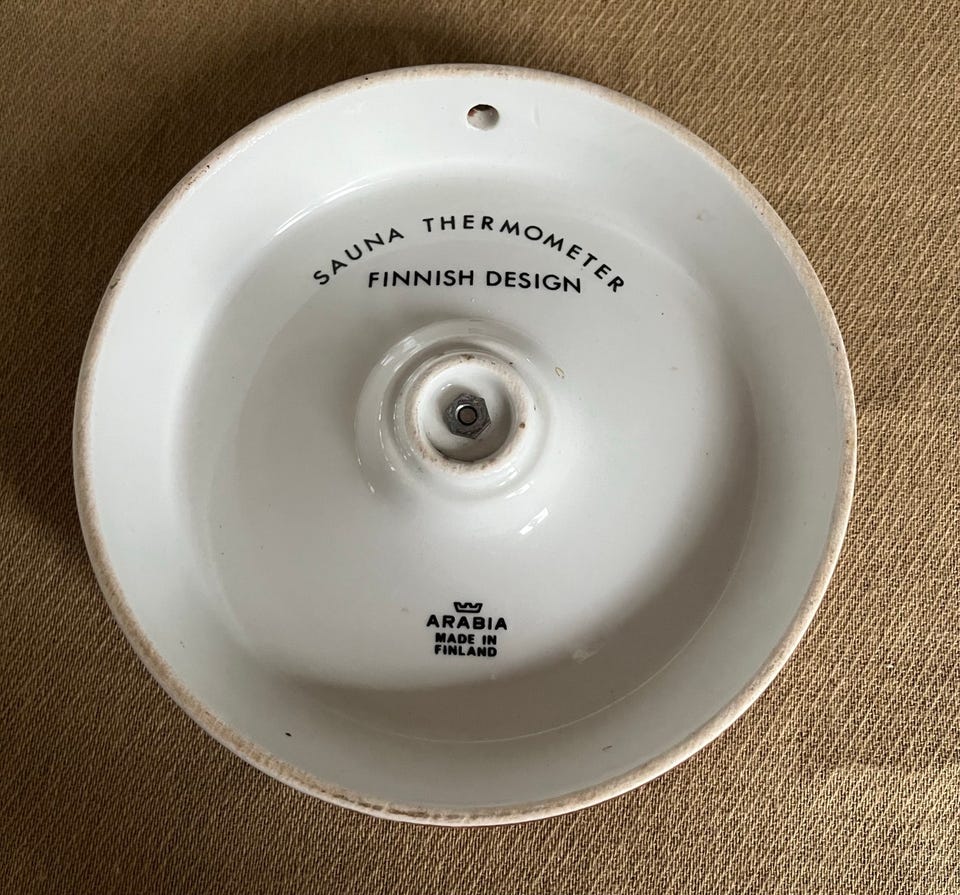 SAUNA THERMOMETER
FINNISH DESIGN
ARABIA
MADE IN
FINLAND